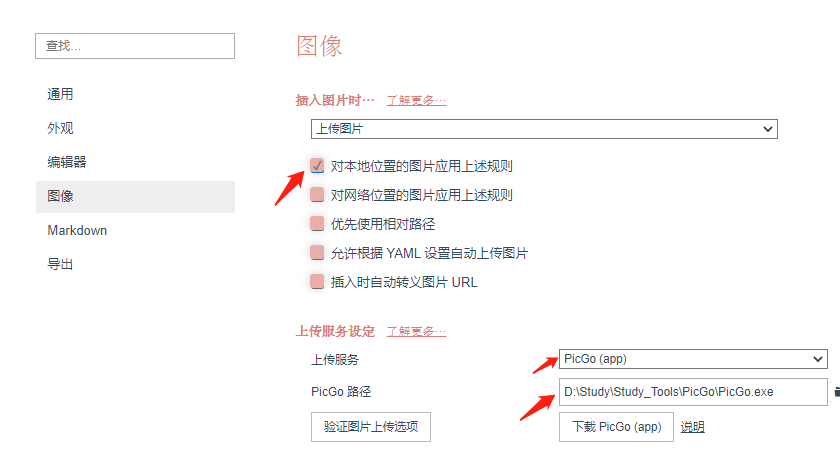 查找...
通用
外观
编辑器
图像
Markdown
导出
图像
插入图片时… 了解更多…
上传图片
对本地位置的图片应用上述规则
对网络位置的图片应用上述规则
优先使用相对路径
允许根据 YAML 设置自动上传图片
插入时自动转义图片 URL
上传服务设定 了解更多…
上传服务 PicGo (app)
PicGo 路径 D:\Study\Study_Tools\PicGo\PicGo.exe
验证图片上传选项 下载 PicGo (app) 说明